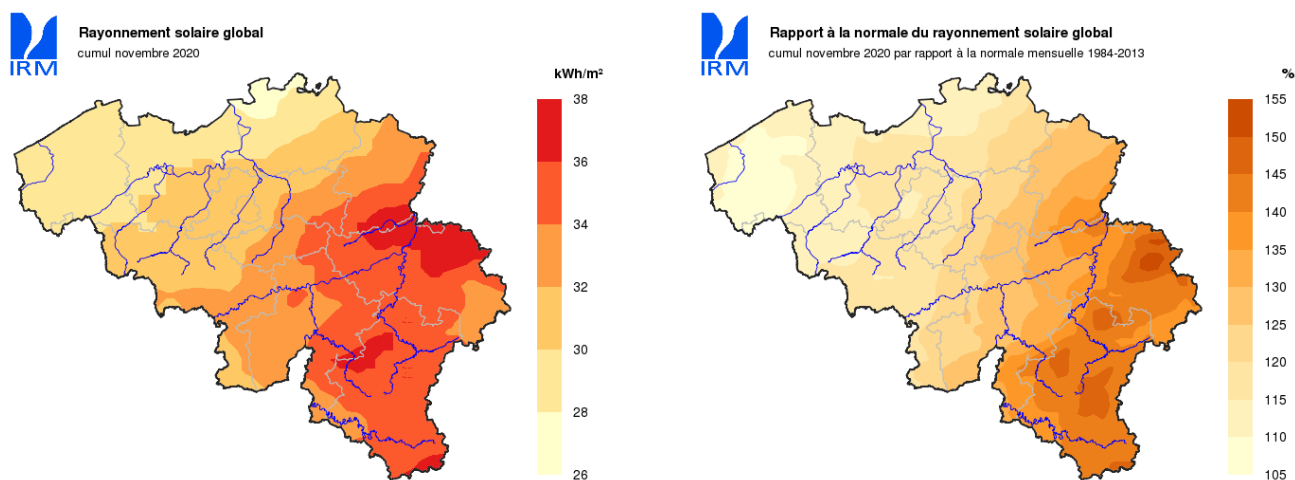 IRM
Rayonnement solaire global
cumul novembre 2020
kWh/m²
38
36
34
32
30
28
26
IRM
Rapport à la normale du rayonnement solaire global
cumul novembre 2020 par rapport à la normale mensuelle 1984-2013
%
155
150
145
140
135
130
125
120
115
110
105